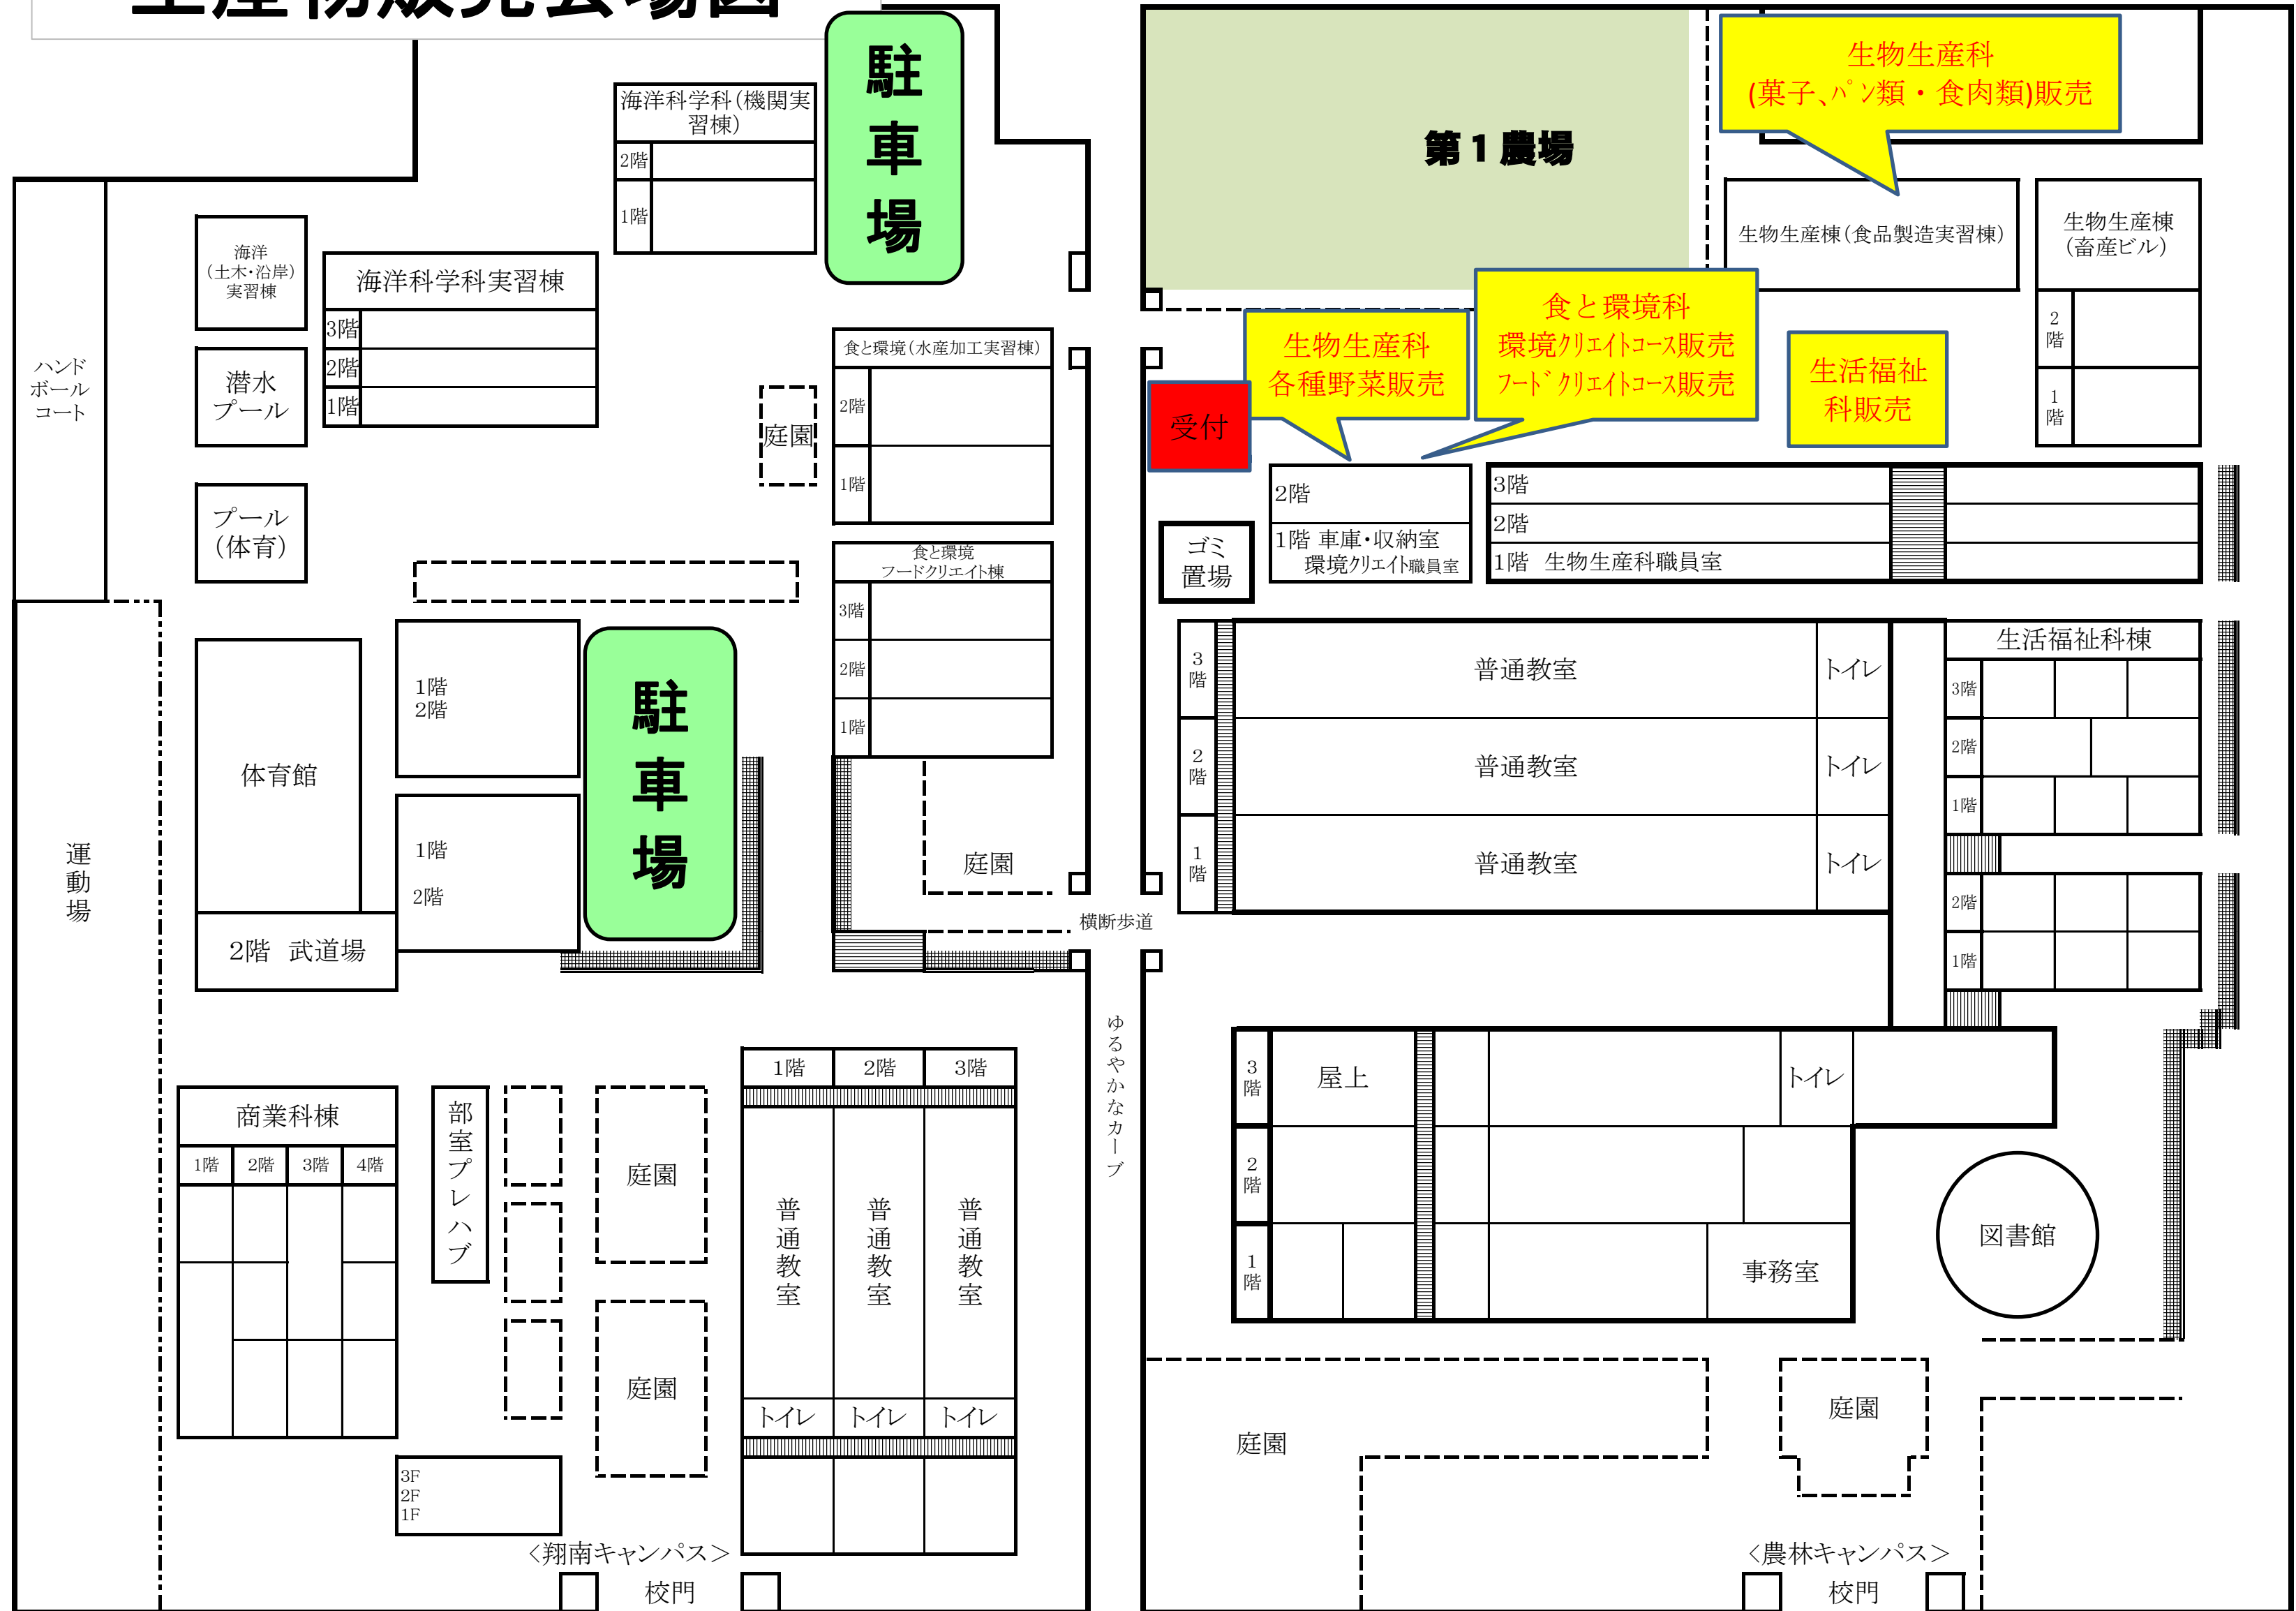 生産物販売会場図
駐
車
場
海洋科学科(機関実
習棟)
2階
1階
第1農場
生物生産科
(菓子、パン類・食肉類)販売
生物生産棟(食品製造実習棟)
生物生産棟
(畜産ビル)
2
階
1
階
ハンド
ボール
コート
海洋
(土木・沿岸)
実習棟
海洋科学科実習棟
3階
2階
1階
潜水
プール
プール
(体育)
庭園
食と環境(水産加工実習棟)
2階
1階
食と環境
フードクリエイト棟
3階
2階
1階
受付
生物生産科
各種野菜販売
食と環境科
環境クリエイトコース販売
フードクリエイトコース販売
生活福祉
科販売
ゴミ
置場
2階
1階 車庫・収納室
環境クリエイト職員室
3階
2階
1階 生物生産科職員室
体育館
2階 武道場
1階
2階
1階
2階
駐
車
場
運
動
場
庭園
横断歩道
3
階
普通教室
トイレ
2
階
普通教室
トイレ
1
階
普通教室
トイレ
生活福祉科棟
3階
2階
1階
2階
1階
ゆるやかなカーブ
商業科棟
1階 2階 3階 4階
部室プレハブ
庭園
庭園
1階 2階 3階
普通教室
普通教室
普通教室
トイレ トイレ トイレ
3F
2F
1F
<翔南キャンパス>
校門
3
階
屋上
トイレ
2
階
1
階
事務室
図書館
庭園
庭園
<農林キャンパス>
校門